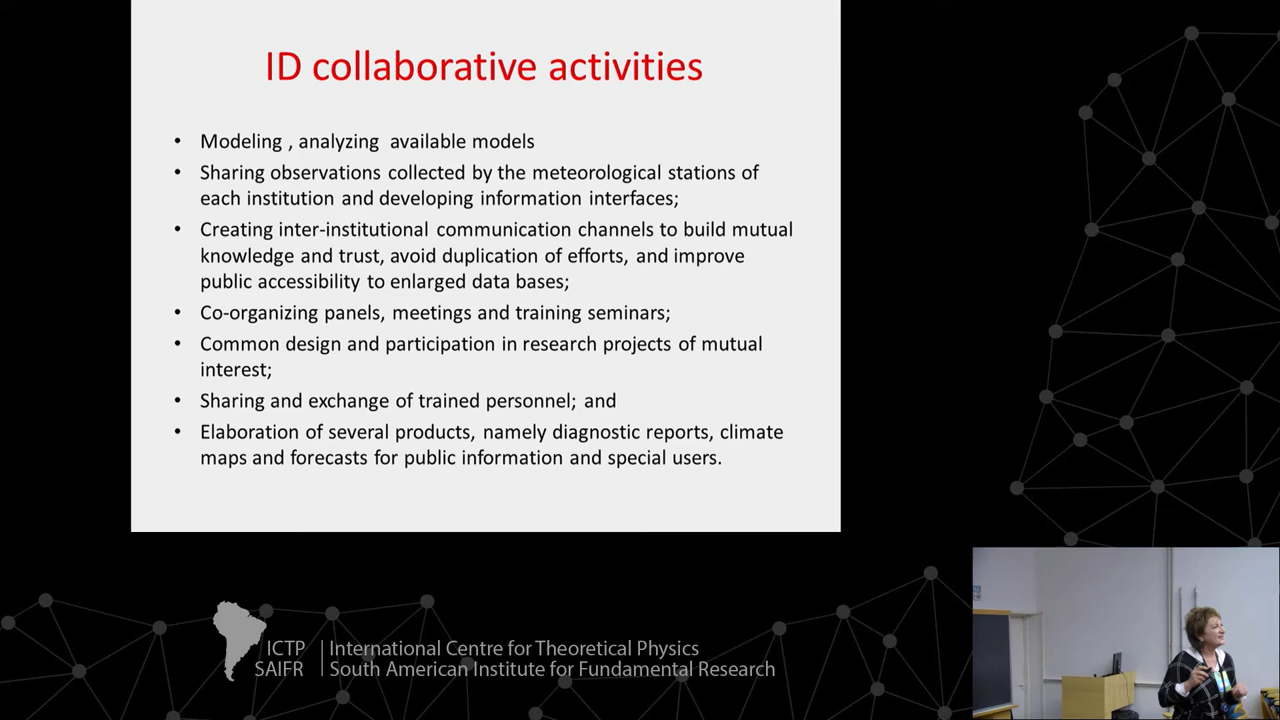 ID collaborative activities
• Modeling , analyzing available models
• Sharing observations collected by the meteorological stations of
each institution and developing information interfaces;
• Creating inter-institutional communication channels to build mutual
knowledge and trust, avoid duplication of efforts, and improve
public accessibility to enlarged data bases;
• Co-organizing panels, meetings and training seminars;
• Common design and participation in research projects of mutual
interest;
• Sharing and exchange of trained personnel; and
• Elaboration of several products, namely diagnostic reports, climate
maps and forecasts for public information and special users.
ICTP | International Centre for Theoretical Physics
SAIFR | South American Institute for Fundamental Research